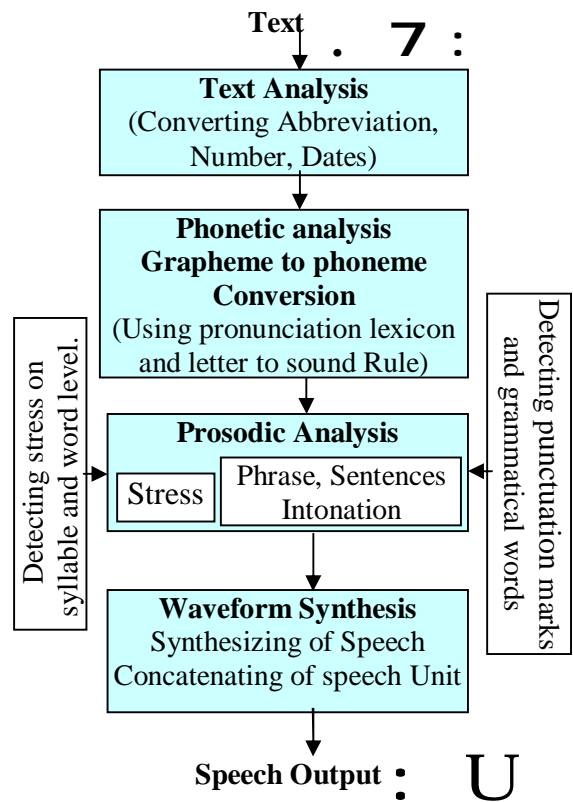 Text
. 7 :
Text Analysis
(Converting Abbreviation,
Number, Dates)
Phonetic analysis
Grapheme to phoneme
Conversion
(Using pronunciation lexicon
and letter to sound Rule)
Detecting stress on
syllable and word level.
Detecting punctuation marks
and grammatical words
Prosodic Analysis
Stress
Phrase, Sentences
Intonation
Waveform Synthesis
Synthesizing of Speech
Concatenating of speech Unit
Speech Output : U